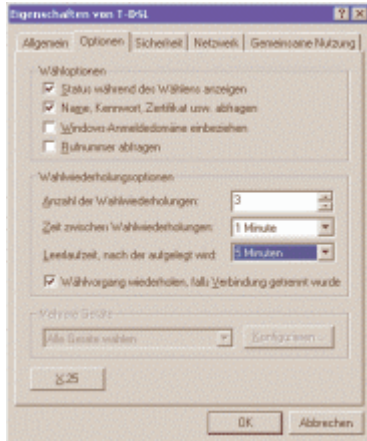 Eigenschaften von T-DSL
Allgemein Optionen Sicherheit Netzwerk Gemeinsame Nutzung
Wähloptionen
Status während des Wählens anzeigen
Name, Kennwort, Zertifikat usw. abfragen
Windows-Anmeldedomäne einbeziehen
Rufnummer abfragen
Wahlwiederholungsoptionen
Anzahl der Wahlwiederholungen: 3
Zeit zwischen Wahlwiederholungen: 1 Minute
Leerlaufzeit, nach der aufgelegt wird: 5 Minuten
Wählvorgang wiederholen, falls Verbindung getrennt wurde
Mehrere Geräte
Alle Geräte wählen Konfigurieren ...
X.25
OK Abbrechen